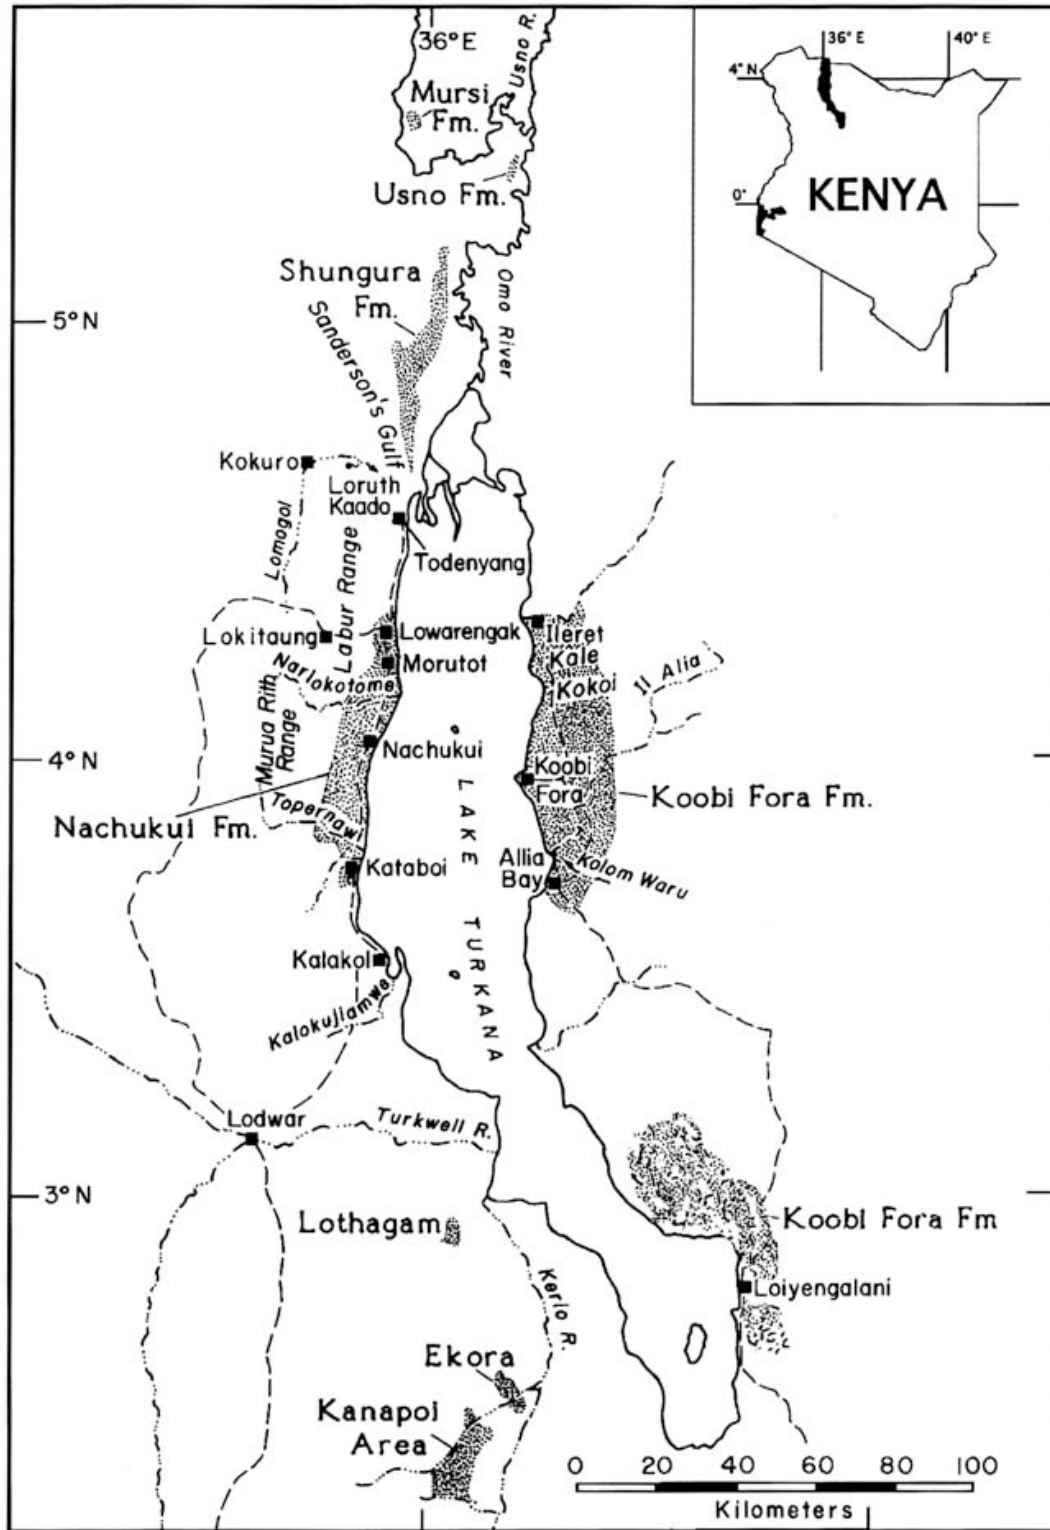 36°E
Usno R.
Mursi
Fm.
Usno Fm.
36° E
40° E
4° N
0°
KENYA
Shungura
Fm.
Omo River
5°N
Sanderson's Gulf
Kokuro
Loruth
Kaado
Todenyang
Lomogol
Labur Range
Lokitaung
Lowarengak
Morutot
Nariokotome
Ileret
Kale
Kokoi
Il Alia
Murua Rith
Range
4°N
Nachukui
LAKE TURKANA
Koobi
Fora
Koobi Fora Fm.
Nachukui Fm.
Topernawi
Kataboi
Allia
Bay
Kolom Waru
Kalakol
Kalokujiamwe
Lodwar
Turkwell R.
3°N
Lothagam
Koobi Fora Fm
Kerio R.
Loiyengalani
Ekora
Kanapoi
Area
0 20 40 60 80 100
Kilometers